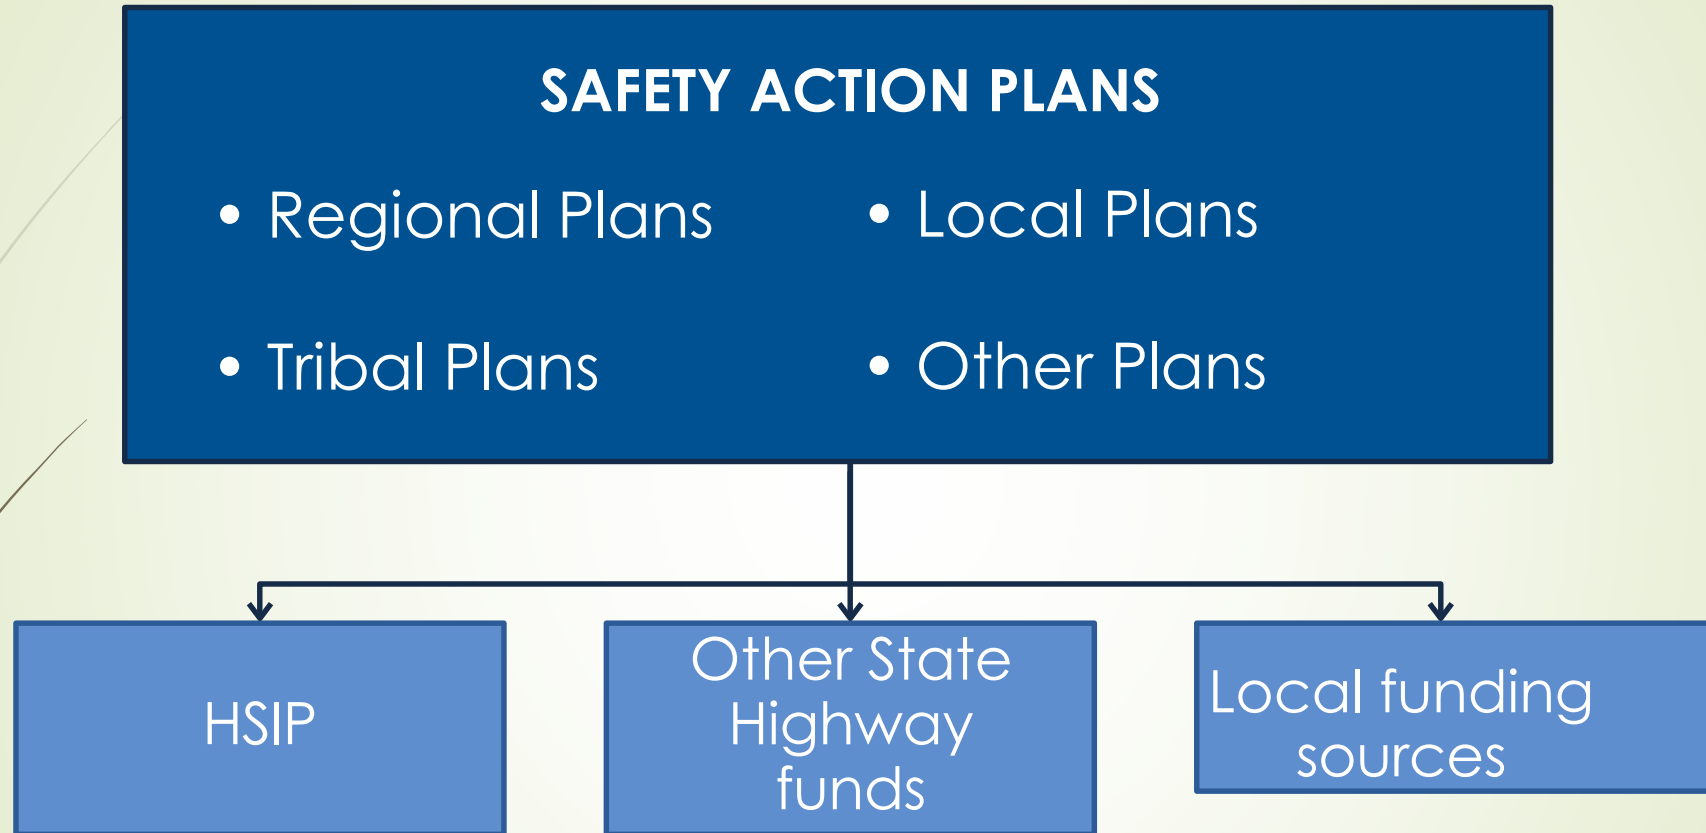 SAFETY ACTION PLANS
• Regional Plans
• Local Plans
• Tribal Plans
• Other Plans
HSIP
Other State
Highway
funds
Local funding
sources